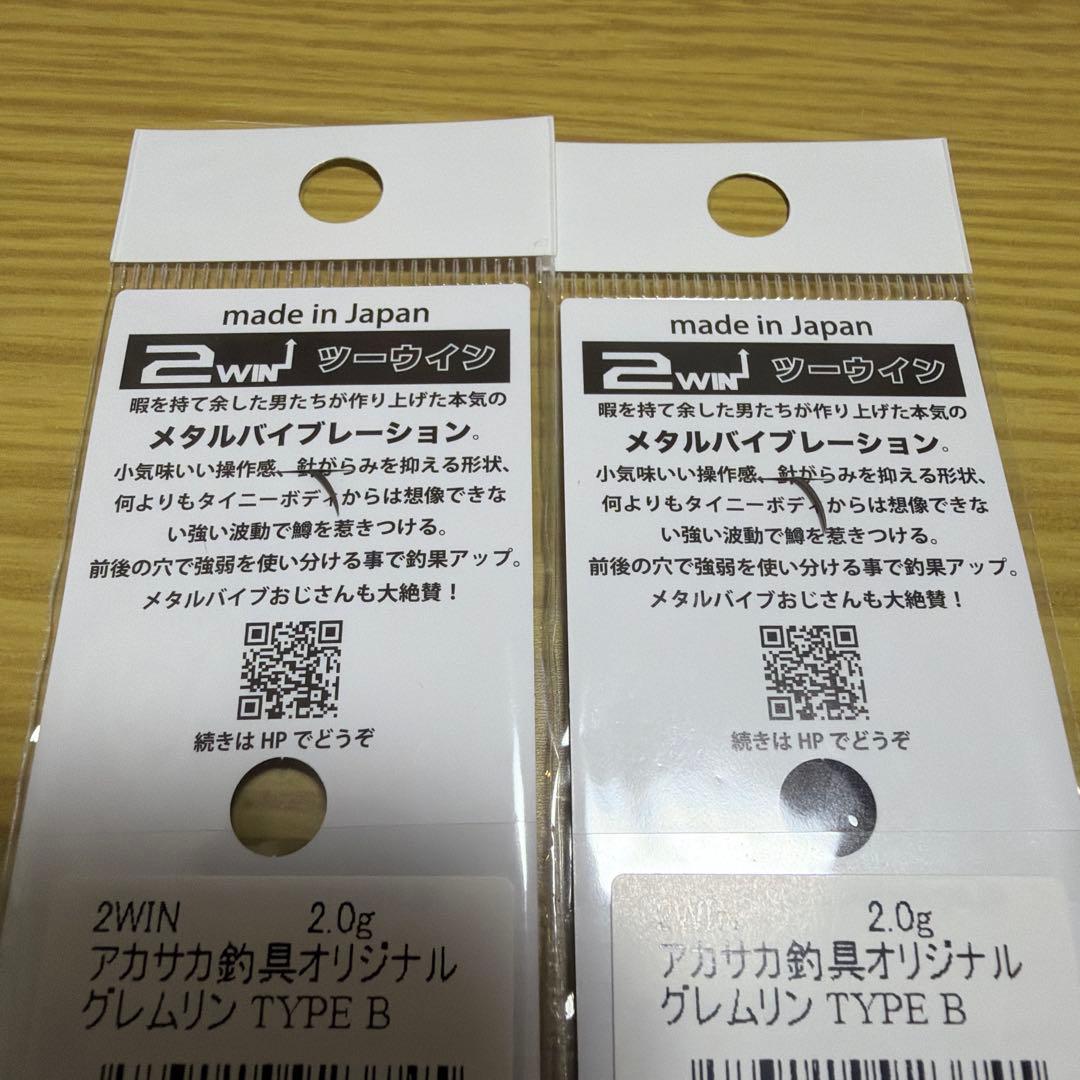 made in Japan
2WIN ツーウイン
暇を持て余した男たちが作り上げた本気の
メタルバイブレーション。
小気味いい操作感、針がらみを抑える形状、
何よりもタイニーボディからは想像できな
い強い波動で鱒を惹きつける。
前後の穴で強弱を使い分ける事で釣果アップ。
メタルバイブおじさんも大絶賛！
続きは HP でどうぞ
2WIN 2.0g
アカサカ釣具オリジナル
グレムリン TYPE B
made in Japan
2WIN ツーウイン
暇を持て余した男たちが作り上げた本気の
メタルバイブレーション。
小気味いい操作感、針がらみを抑える形状、
何よりもタイニーボディからは想像できな
い強い波動で鱒を惹きつける。
前後の穴で強弱を使い分ける事で釣果アップ。
メタルバイブおじさんも大絶賛！
続きは HP でどうぞ
2WIN 2.0g
アカサカ釣具オリジナル
グレムリン TYPE B